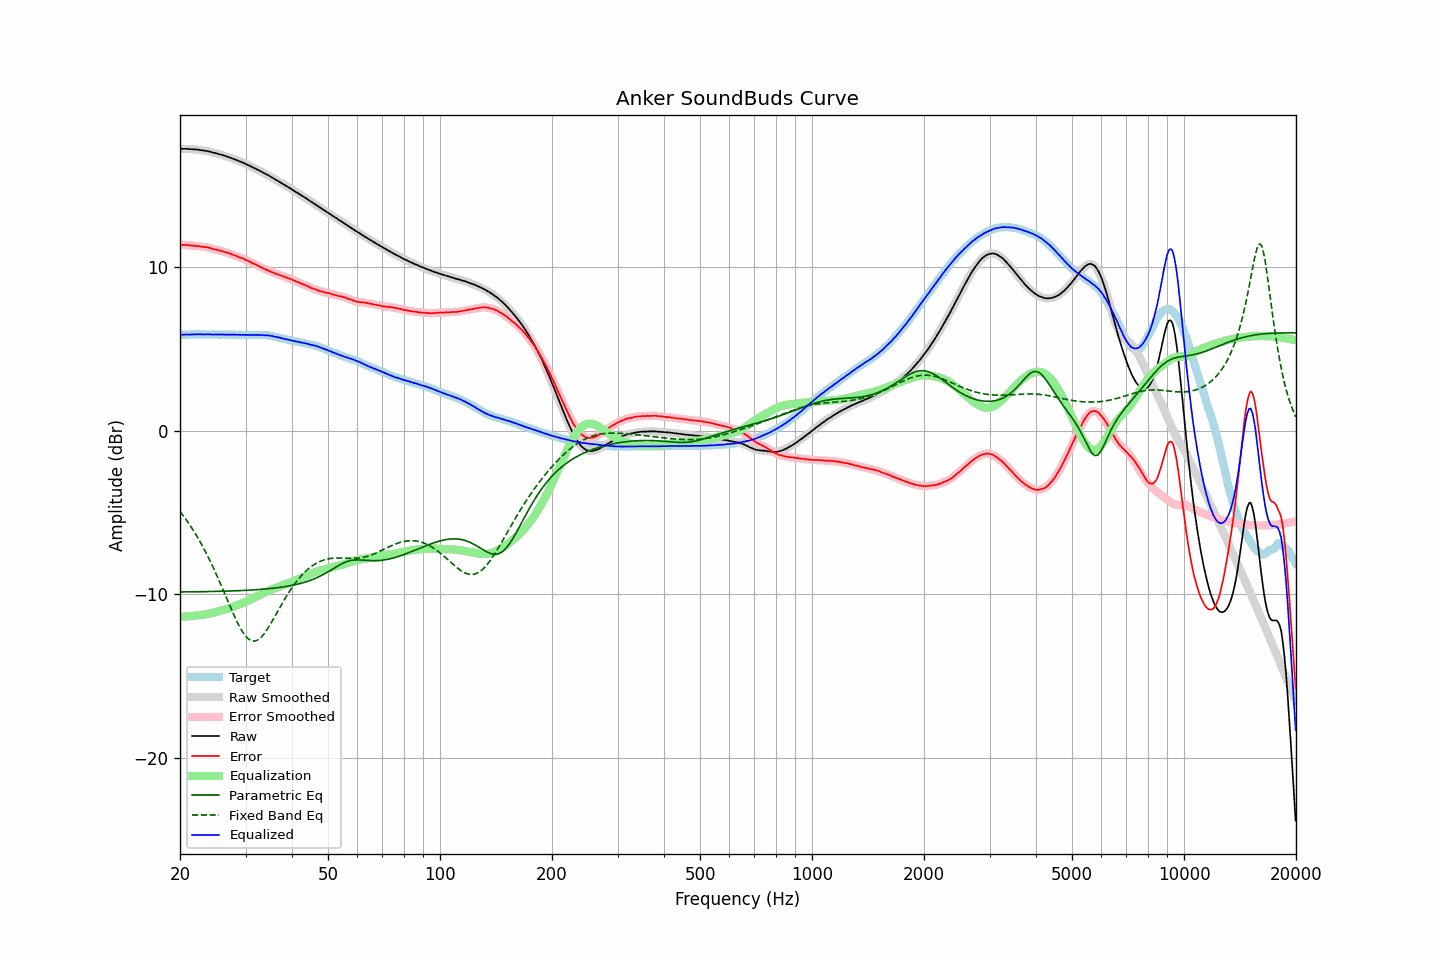 Anker SoundBuds Curve
Amplitude (dBr)
10
0
−10
−20
Target
Raw Smoothed
Error Smoothed
Raw
Error
Equalization
Parametric Eq
Fixed Band Eq
Equalized
20 50 100 200 500 1000 2000 5000 10000 20000
Frequency (Hz)